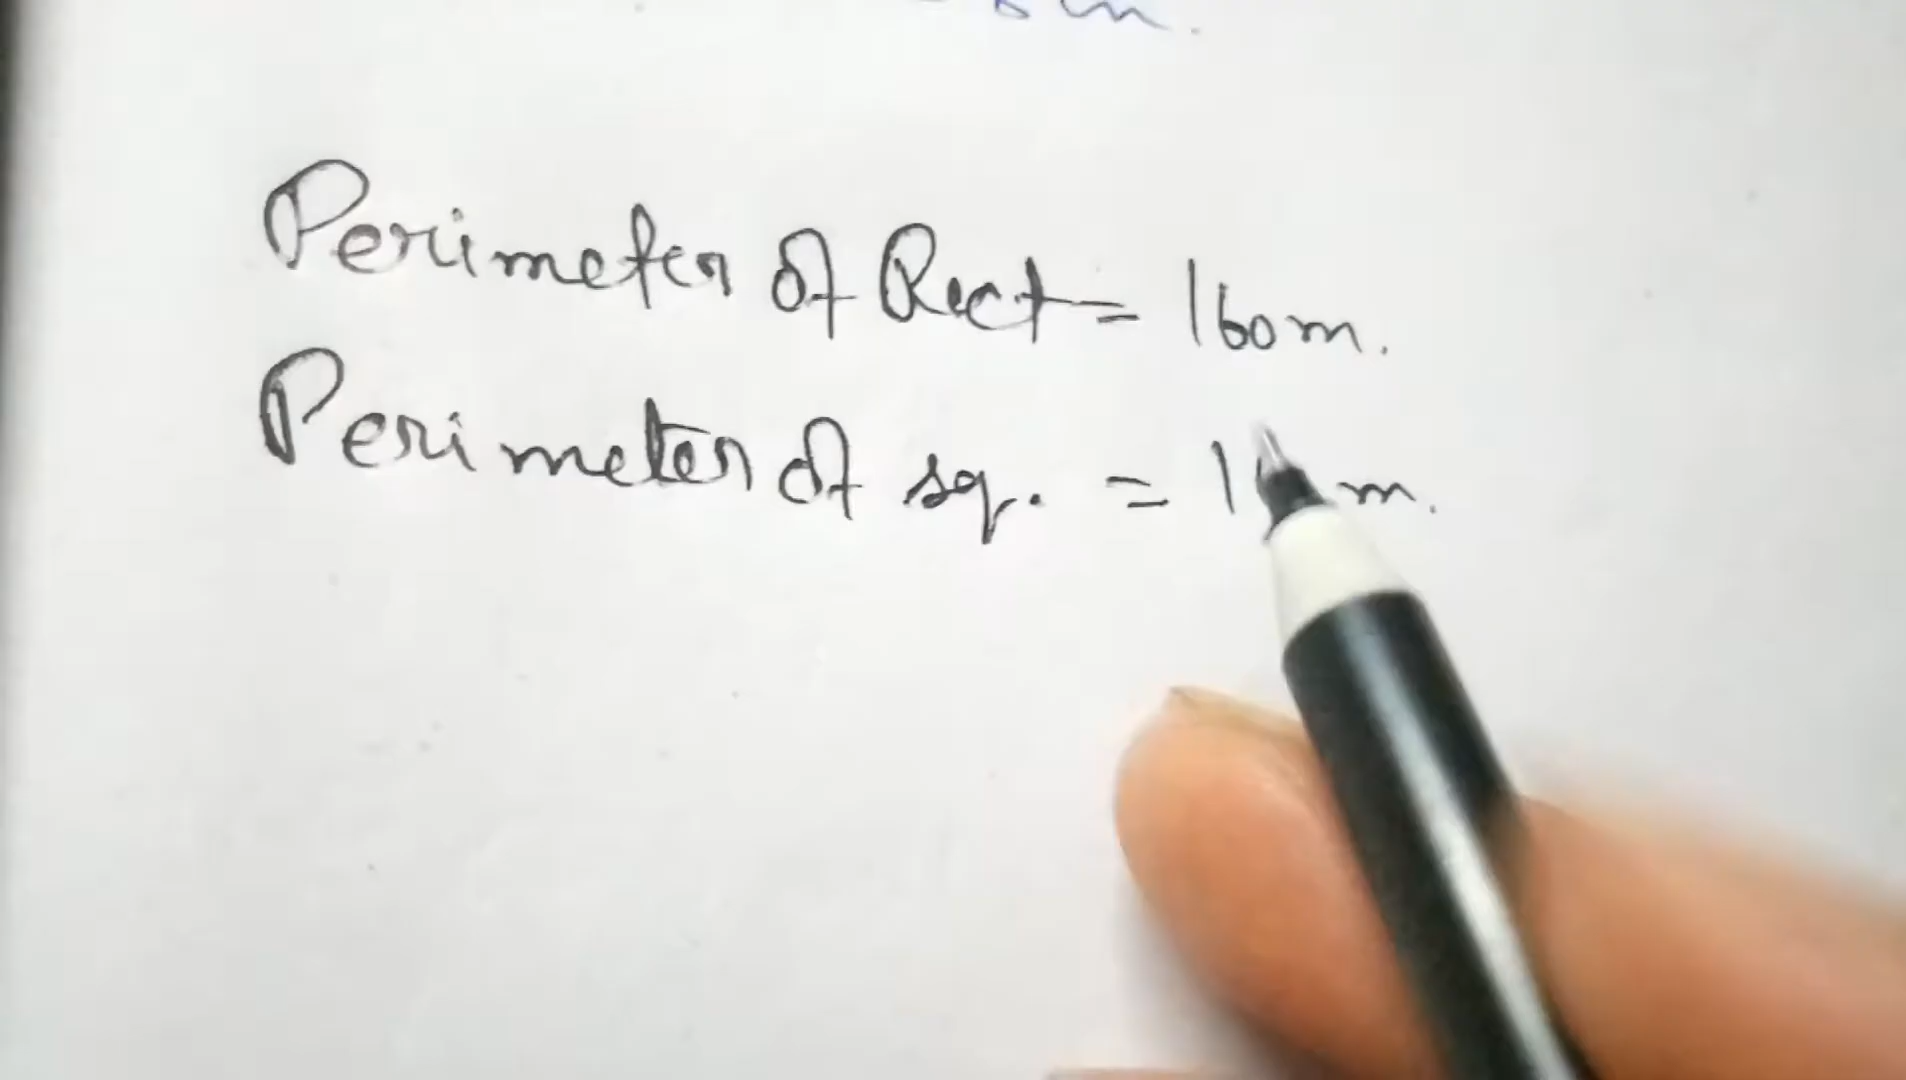 Perimeter of Rect = 160m.
Perimeter of sq. = m.